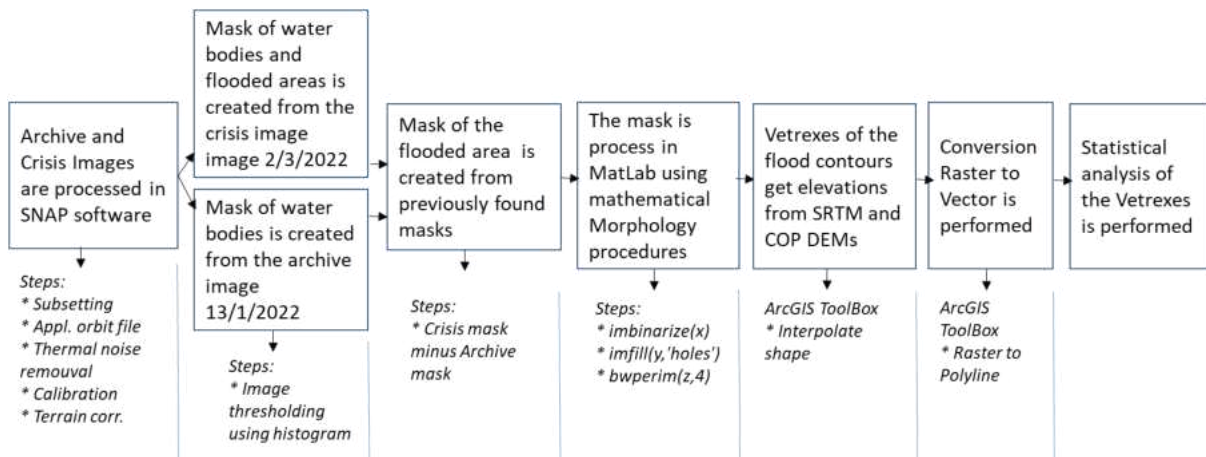 Archive and
Crisis Images
are processed in
SNAP software
Steps:
* Subsetting
* Appl. orbit file
* Thermal noise
remouval
* Calibration
* Terrain corr.
Mask of water
bodies and
flooded areas is
created from the
crisis image
image 2/3/2022
Mask of water
bodies is created
from the archive
image
13/1/2022
Steps:
* Image
thresholding
using histogram
Mask of the
flooded area is
created from
previously found
masks
Steps:
* Crisis mask
minus Archive
mask
The mask is
process in
MatLab using
mathematical
Morphology
procedures
Steps:
* imbinarize(x)
* imfill(y,'holes')
* bwperim(z,4)
Vetrexes of the
flood contours
get elevations
from SRTM and
COP DEMs
ArcGIS ToolBox
* Interpolate
shape
Conversion
Raster to
Vector is
performed
ArcGIS
ToolBox
* Raster to
Polyline
Statistical
analysis of
the Vetrexes
is performed